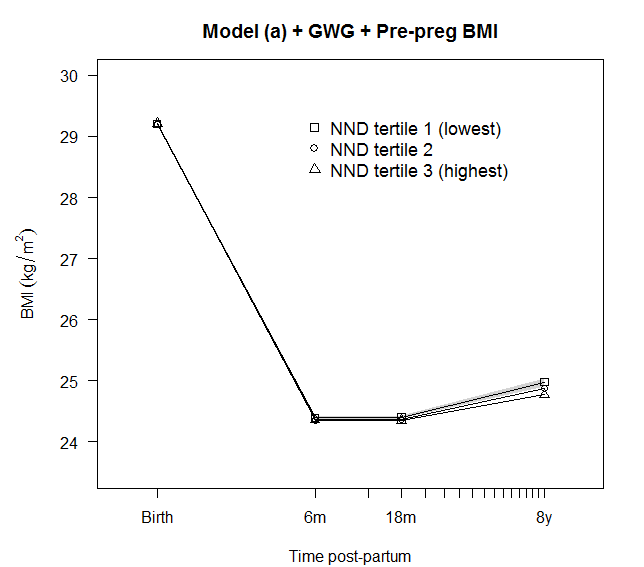 Model (a) + GWG + Pre-preg BMI
30
29
28
27
26
25
24
BMI (kg/m²)
NND tertile 1 (lowest)
NND tertile 2
NND tertile 3 (highest)
Birth
6m
18m
8y
Time post-partum